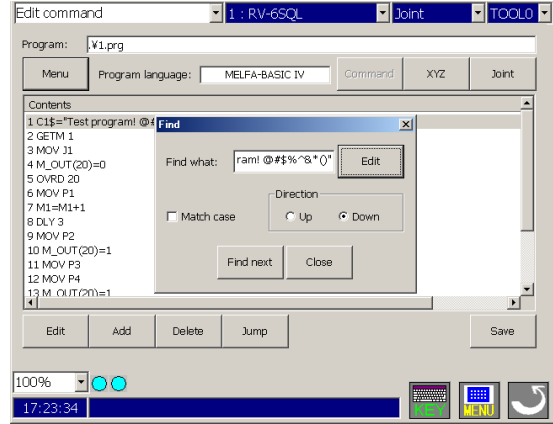 Edit command 1 : RV-6SQL Joint TOOL0
Program: .¥1.prg
Menu Program language: MELFA-BASIC IV Command XYZ Joint
Contents
1 C1$="Test program! @#
2 GETM 1
3 MOV J1
4 M_OUT(20)=0
5 OVRD 20
6 MOV P1
7 M1=M1+1
8 DLY 3
9 MOV P2
10 M_OUT(20)=1
11 MOV P3
12 MOV P4
13 M_OUT(20)=1
Find
Find what: ram! @#$%^&*()" Edit
Direction
Match case Up Down
Find next Close
Edit Add Delete Jump Save
100%
KEY MENU
17:23:34